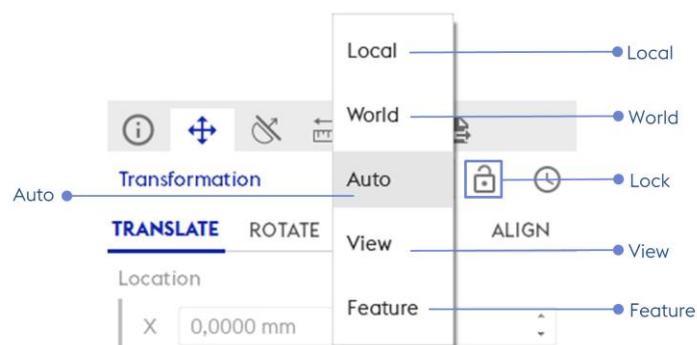 Local
Local
World
World
Transformation
Auto
Lock
Auto
TRANSLATE
ROTATE
ALIGN
View
View
Location
Feature
Feature
X
0,0000 mm